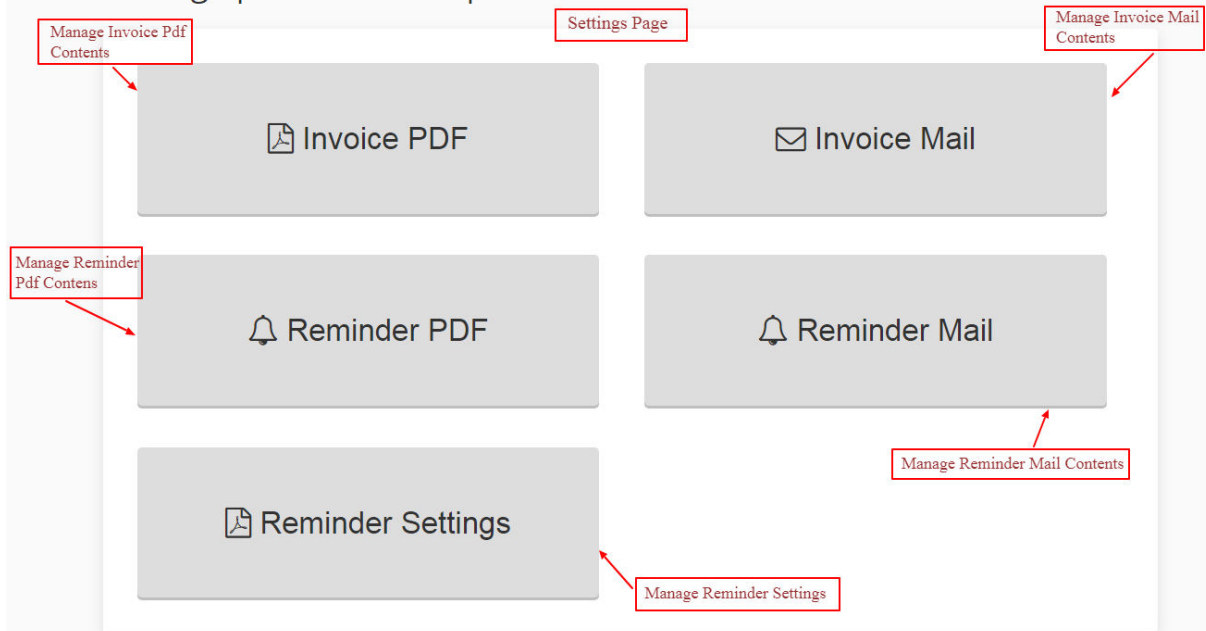 Settings Page
Manage Invoice Pdf
Contents
Manage Invoice Mail
Contents
Invoice PDF
Invoice Mail
Manage Reminder
Pdf Contens
Reminder PDF
Reminder Mail
Manage Reminder Mail Contents
Reminder Settings
Manage Reminder Settings